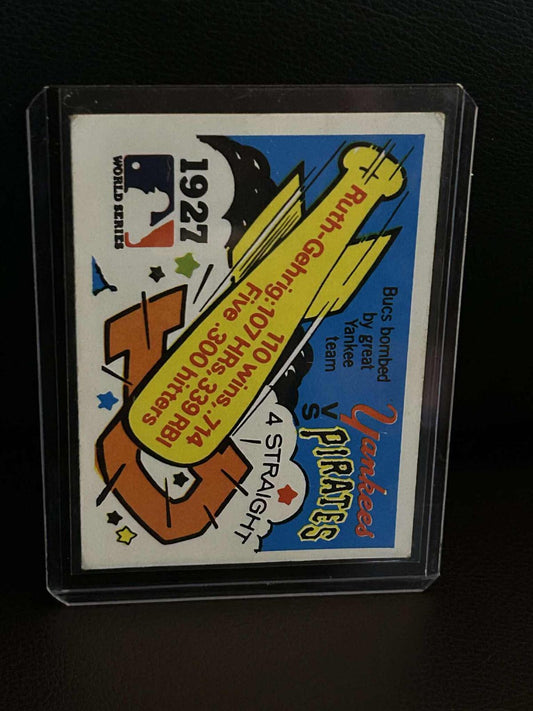 1927
WORLD SERIES
Bucs bombed
by great
Yankee
team
Yankees
VS
PIRATES
Ruth-Gehrig: 107 HRs, 339 RBI
110 wins, .714
Five .300 hitters
4 STRAIGHT